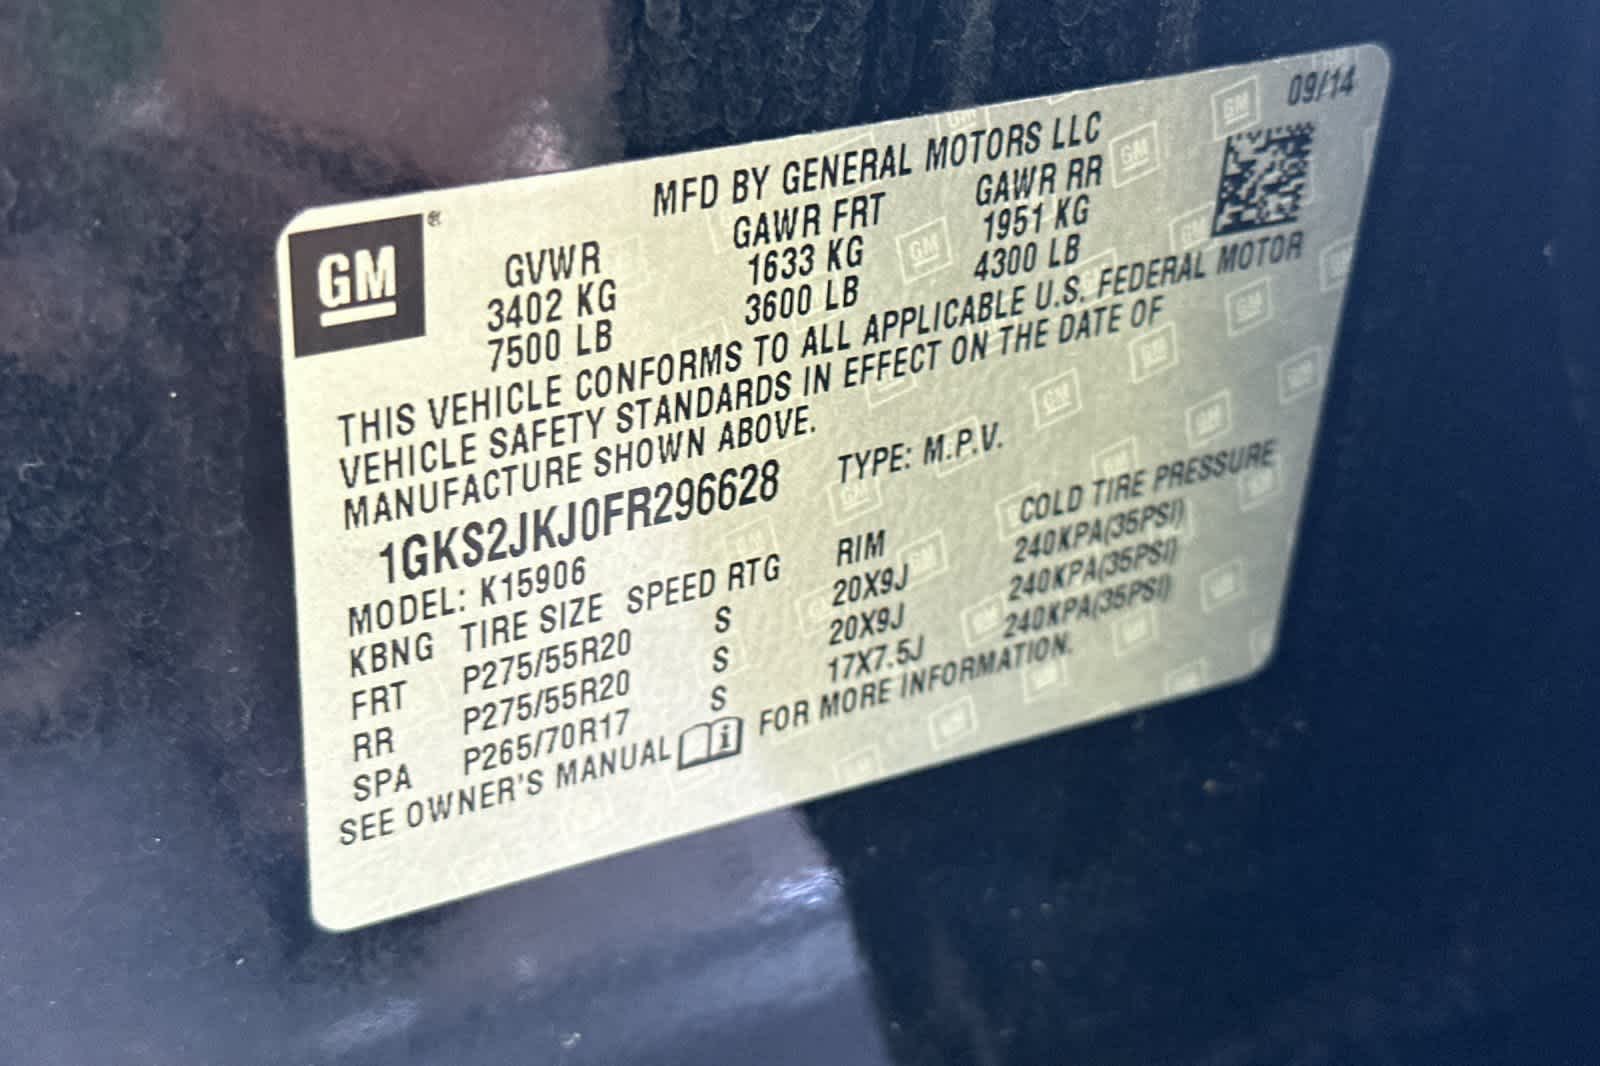 09/14
GM ®
MFD BY GENERAL MOTORS LLC
GVWR GAWR FRT GAWR RR
3402 KG 1633 KG 1951 KG
7500 LB 3600 LB 4300 LB
THIS VEHICLE CONFORMS TO ALL APPLICABLE U.S. FEDERAL MOTOR
VEHICLE SAFETY STANDARDS IN EFFECT ON THE DATE OF
MANUFACTURE SHOWN ABOVE.
1GKS2JKJ0FR296628 TYPE: M.P.V.
MODEL: K15906
KBNG TIRE SIZE SPEED RTG RIM COLD TIRE PRESSURE
FRT P275/55R20 S 20X9J 240KPA(35PSI)
RR P275/55R20 S 20X9J 240KPA(35PSI)
SPA P265/70R17 S 17X7.5J 240KPA(35PSI)
SEE OWNER'S MANUAL FOR MORE INFORMATION.